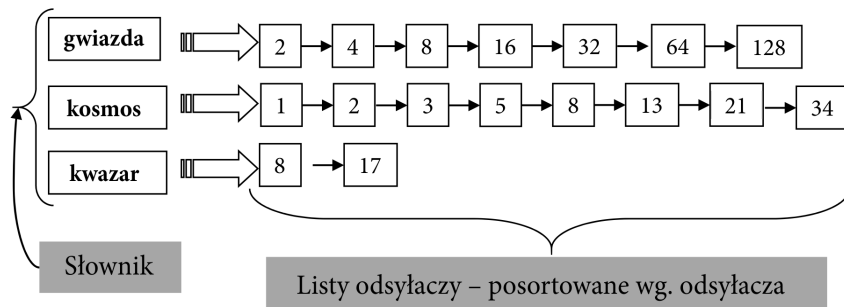 gwiazda 2 4 8 16 32 64 128
kosmos 1 2 3 5 8 13 21 34
kwazar 8 17
Słownik
Listy odsyłaczy – posortowane wg. odsyłacza